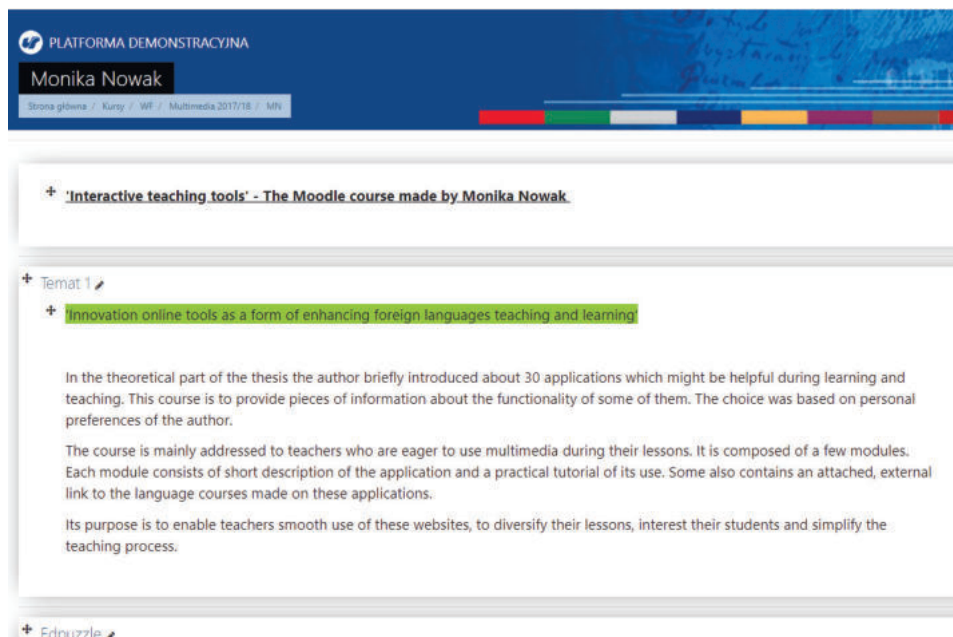 PLATFORMA DEMONSTRACYJNA
Monika Nowak
Strona główna / Kursy / WF / Multimedia 2017/18 / MN
'Interactive teaching tools' - The Moodle course made by Monika Nowak
Temat 1
'Innovation online tools as a form of enhancing foreign languages teaching and learning'
In the theoretical part of the thesis the author briefly introduced about 30 applications which might be helpful during learning and
teaching. This course is to provide pieces of information about the functionality of some of them. The choice was based on personal
preferences of the author.
The course is mainly addressed to teachers who are eager to use multimedia during their lessons. It is composed of a few modules.
Each module consists of short description of the application and a practical tutorial of its use. Some also contains an attached, external
link to the language courses made on these applications.
Its purpose is to enable teachers smooth use of these websites, to diversify their lessons, interest their students and simplify the
teaching process.
Edpuzzle